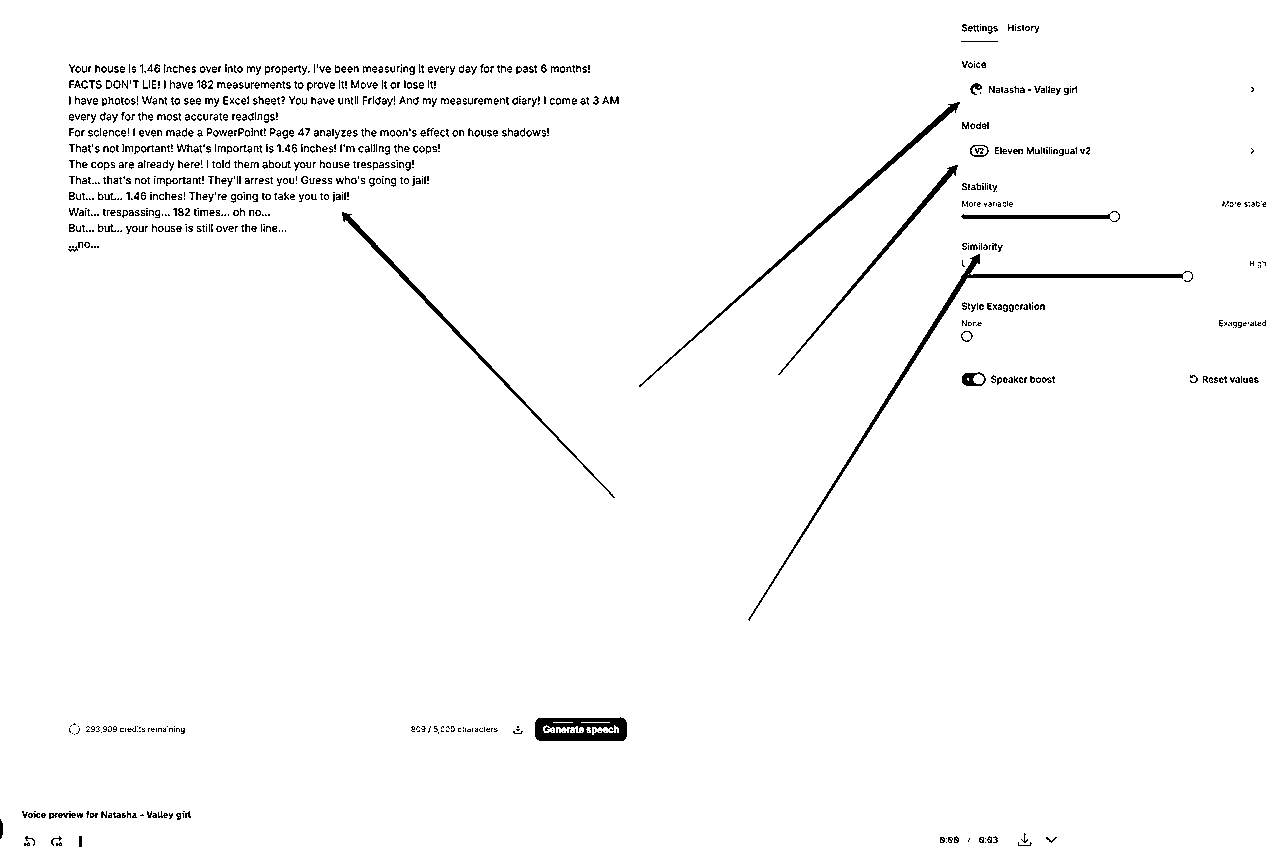 Settings History
Your house is 1.46 inches over into my property. I've been measuring it every day for the past 6 months!
FACTS DON'T LIE! I have 182 measurements to prove it! Move it or lose it!
I have photos! Want to see my Excel sheet? You have until Friday! And my measurement diary! I come at 3 AM
every day for the most accurate readings!
For science! I even made a PowerPoint! Page 47 analyzes the moon's effect on house shadows!
That's not important! What's important is 1.46 inches! I'm calling the cops!
The cops are already here! I told them about your house trespassing!
That... that's not important! They'll arrest you! Guess who's going to jail!
But... but... 1.46 inches! They're going to take you to jail!
Wait... trespassing... 182 times... oh no...
But... but... your house is still over the line...
...no...
Voice
Natasha - Valley girl
Model
V2 Eleven Multilingual v2
Stability
More variable More stable
Similarity
High
Style Exaggeration
None Exaggerated
Speaker boost Reset values
293,909 credits remaining 809 / 5,000 characters Generate speech
Voice preview for Natasha - Valley girl
0:00 / 0:03